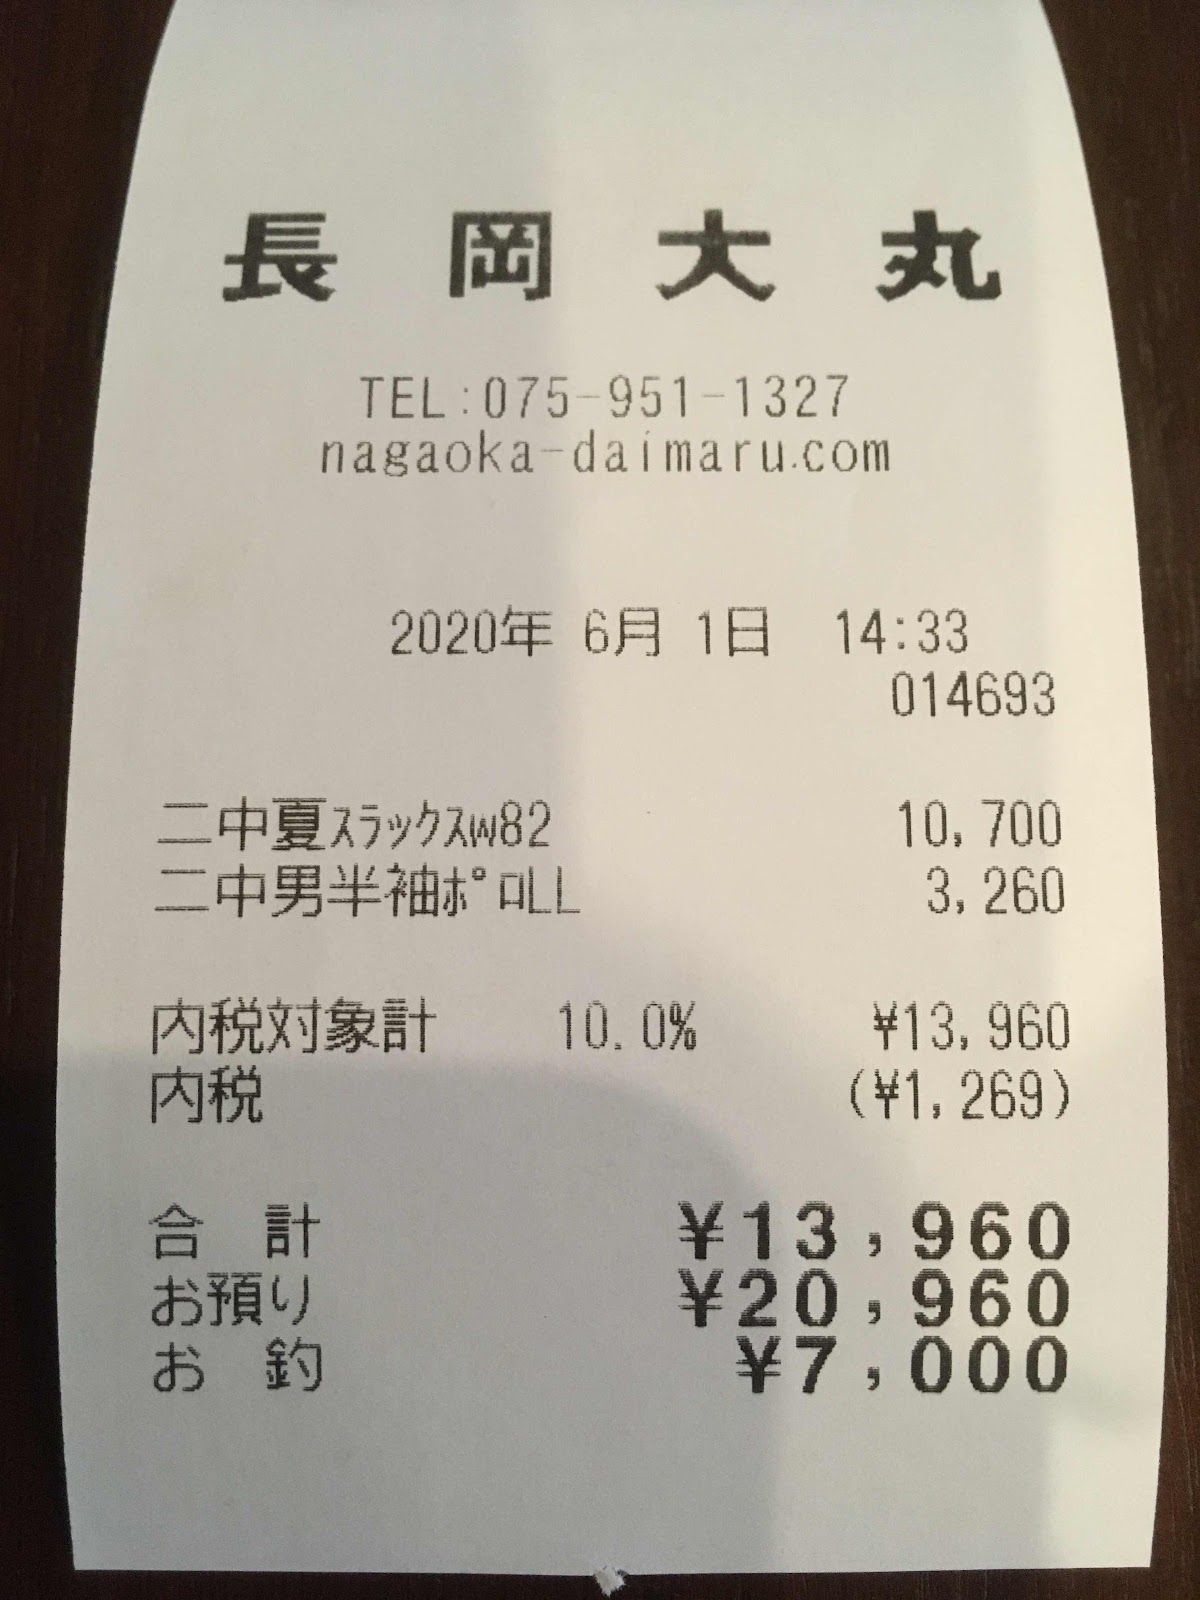 長岡大丸
TEL:075-951-1327
nagaoka-daimaru.com
2020年 6月 1日 14:33
014693
二中夏ｽﾗｯｸｽW82 10,700
二中男半袖ﾎﾟﾛLL 3,260
内税対象計 10.0% ¥13,960
内税 (¥1,269)
合計 ¥13,960
お預り ¥20,960
お釣 ¥7,000